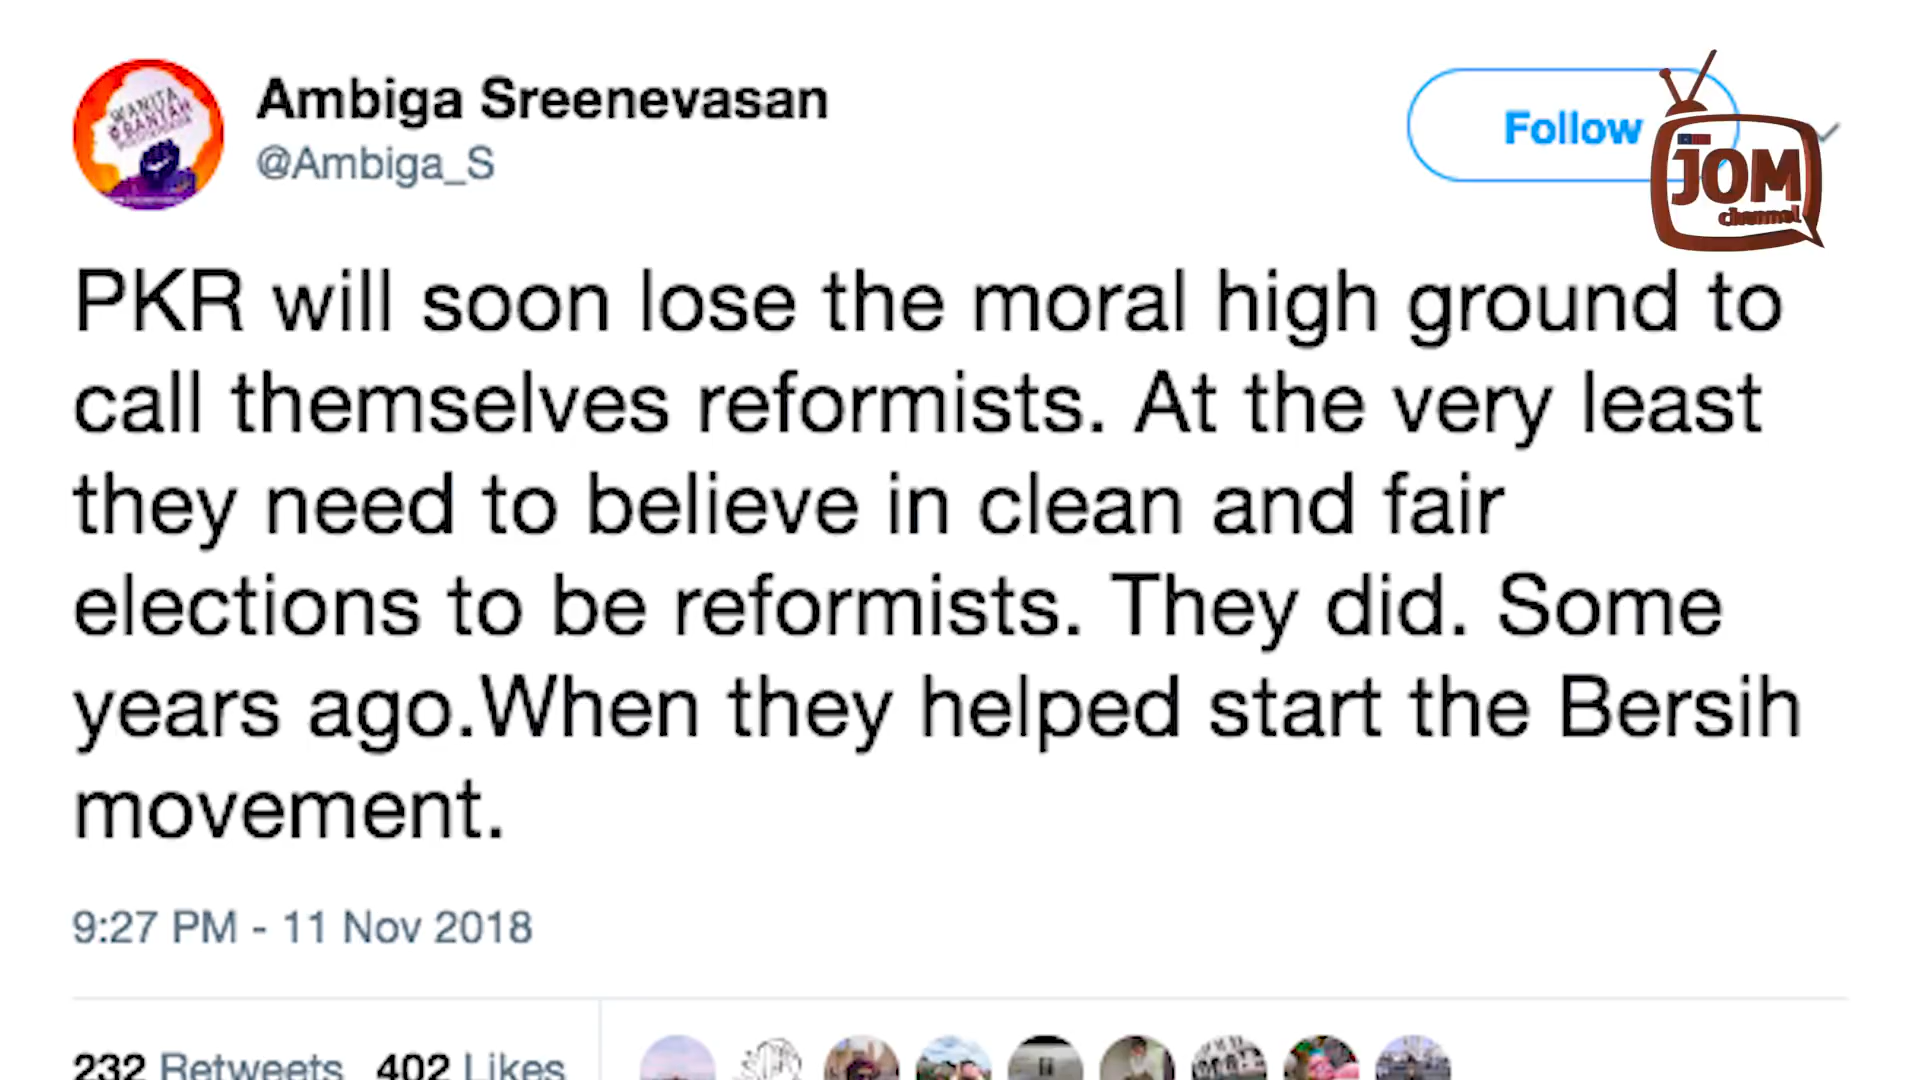 Ambiga Sreenevasan
@Ambiga_S
Follow
JOM
channel
WANITA
PKR will soon lose the moral high ground to
call themselves reformists. At the very least
they need to believe in clean and fair
elections to be reformists. They did. Some
years ago.When they helped start the Bersih
movement.
9:27 PM - 11 Nov 2018
232 Retweets 402 Likes